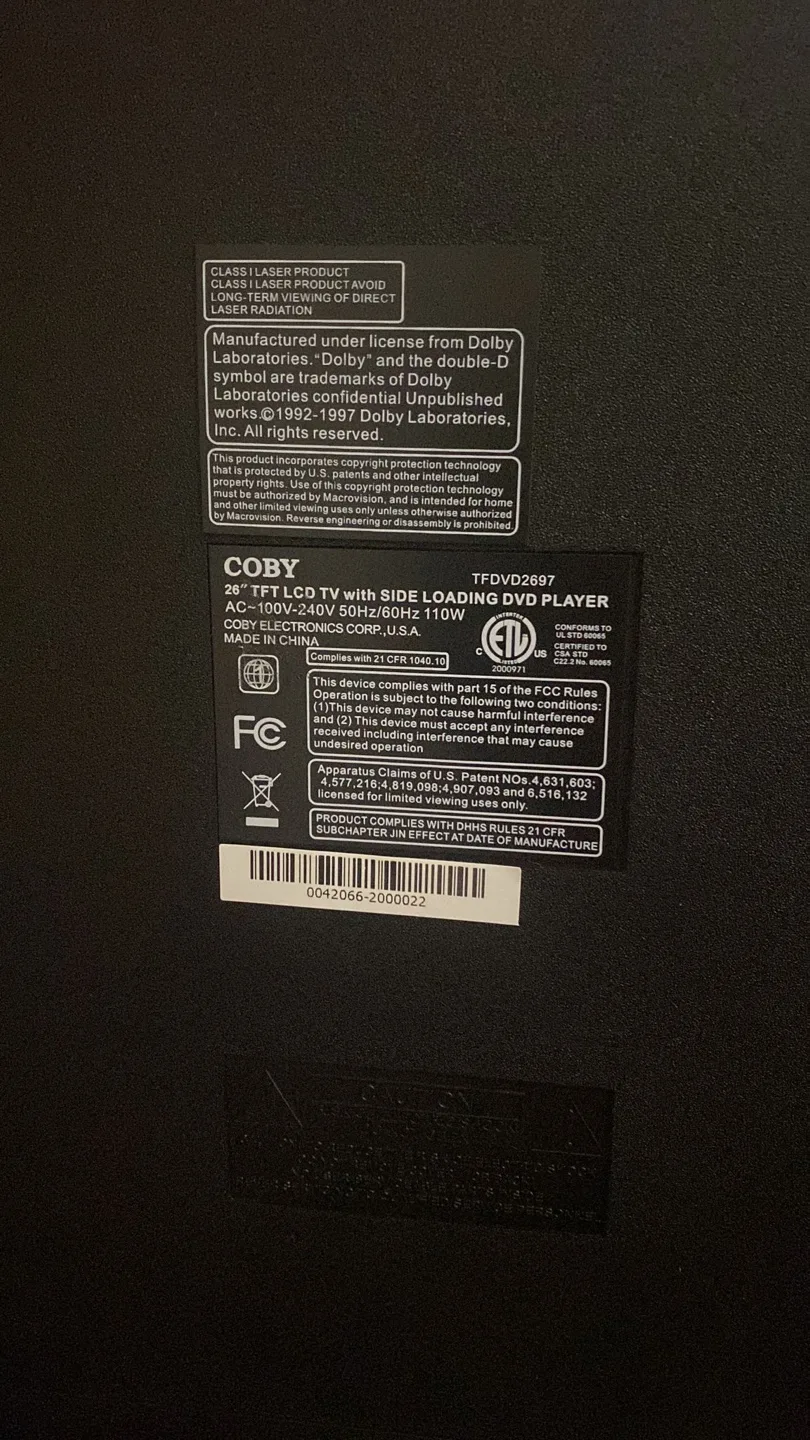 CLASS I LASER PRODUCT
CLASS I LASER PRODUCT AVOID
LONG-TERM VIEWING OF DIRECT
LASER RADIATION
Manufactured under license from Dolby
Laboratories.“Dolby” and the double-D
symbol are trademarks of Dolby
Laboratories confidential Unpublished
works.©1992-1997 Dolby Laboratories,
Inc. All rights reserved.
This product incorporates copyright protection technology
that is protected by U.S. patents and other intellectual
property rights. Use of this copyright protection technology
must be authorized by Macrovision, and is intended for home
and other limited viewing uses only unless otherwise authorized
by Macrovision. Reverse engineering or disassembly is prohibited.
COBY
TFDVD2697
26″ TFT LCD TV with SIDE LOADING DVD PLAYER
AC~100V-240V 50Hz/60Hz 110W
COBY ELECTRONICS CORP.,U.S.A.
MADE IN CHINA
INTERTEK
ETL
C US
LISTED
2000971
CONFORMS TO
UL STD 60065
CERTIFIED TO
CSA STD
C22.2 No. 60065
Complies with 21 CFR 1040.10
1
This device complies with part 15 of the FCC Rules
Operation is subject to the following two conditions:
(1)This device may not cause harmful interference
and (2) This device must accept any interference
received including interference that may cause
undesired operation
FC
Apparatus Claims of U.S. Patent NOs.4,631,603;
4,577,216;4,819,098;4,907,093 and 6,516,132
licensed for limited viewing uses only.
PRODUCT COMPLIES WITH DHHS RULES 21 CFR
SUBCHAPTER JIN EFFECT AT DATE OF MANUFACTURE
0042066-2000022
CAUTION
SERVICE PERSONNEL